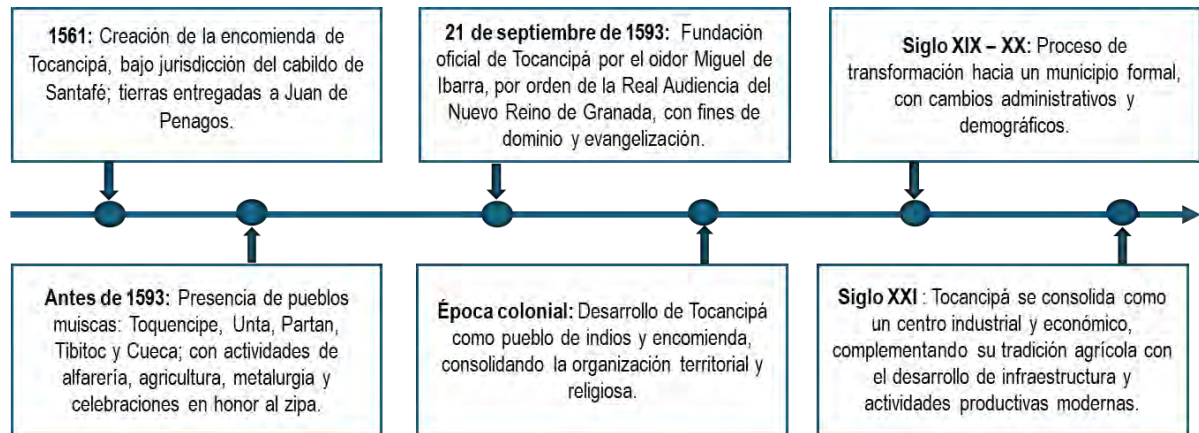 1561: Creación de la encomienda de
Tocancipá, bajo jurisdicción del cabildo de
Santafé; tierras entregadas a Juan de
Penagos.
21 de septiembre de 1593: Fundación
oficial de Tocancipá por el oidor Miguel de
Ibarra, por orden de la Real Audiencia del
Nuevo Reino de Granada, con fines de
dominio y evangelización.
Siglo XIX – XX: Proceso de
transformación hacia un municipio formal,
con cambios administrativos y
demográficos.
Antes de 1593: Presencia de pueblos
muiscas: Toquencipe, Unta, Partan,
Tibitoc y Cueca; con actividades de
alfarería, agricultura, metalurgia y
celebraciones en honor al zipa.
Época colonial: Desarrollo de Tocancipá
como pueblo de indios y encomienda,
consolidando la organización territorial y
religiosa.
Siglo XXI : Tocancipá se consolida como
un centro industrial y económico,
complementando su tradición agrícola con
el desarrollo de infraestructura y
actividades productivas modernas.